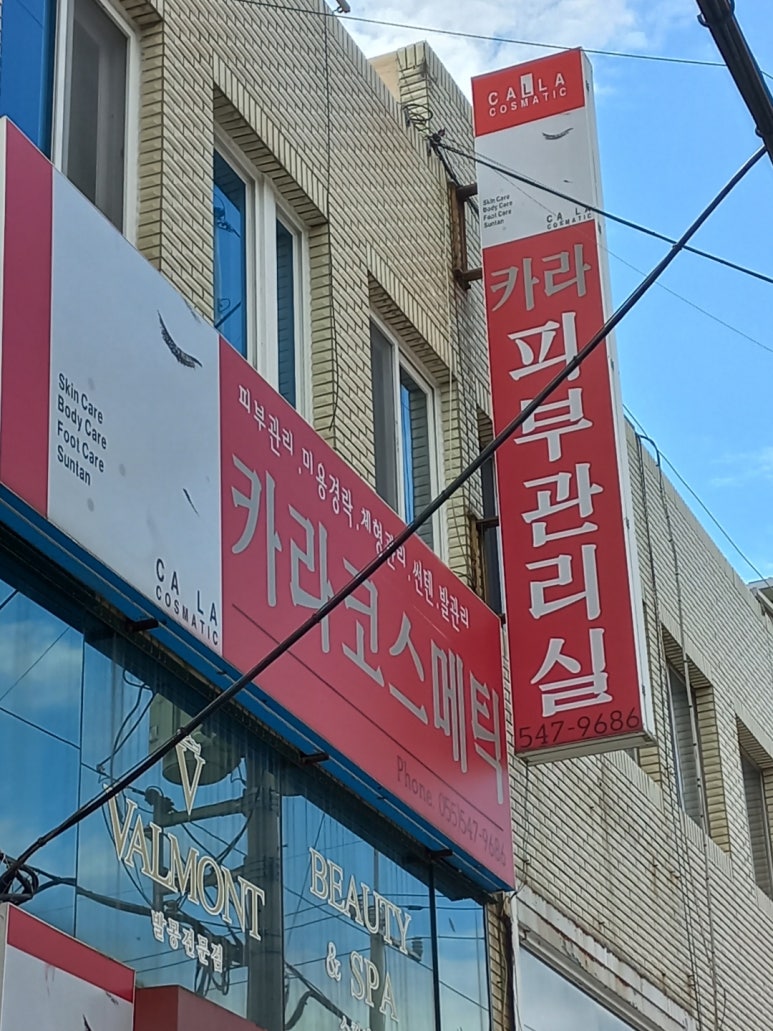 CALLA
COSMATIC
Skin Care
Body Care
Foot Care
Suntan
CA LA
COSMATIC
카라
피부관리실
547-9686
Skin Care
Body Care
Foot Care
Suntan
CA LA
COSMATIC
피부관리,미용경락,체형관리,썬텐,발관리
카라코스메틱
Phone. (055)547-9686
VALMONT
발몽전문점
BEAUTY
& SPA